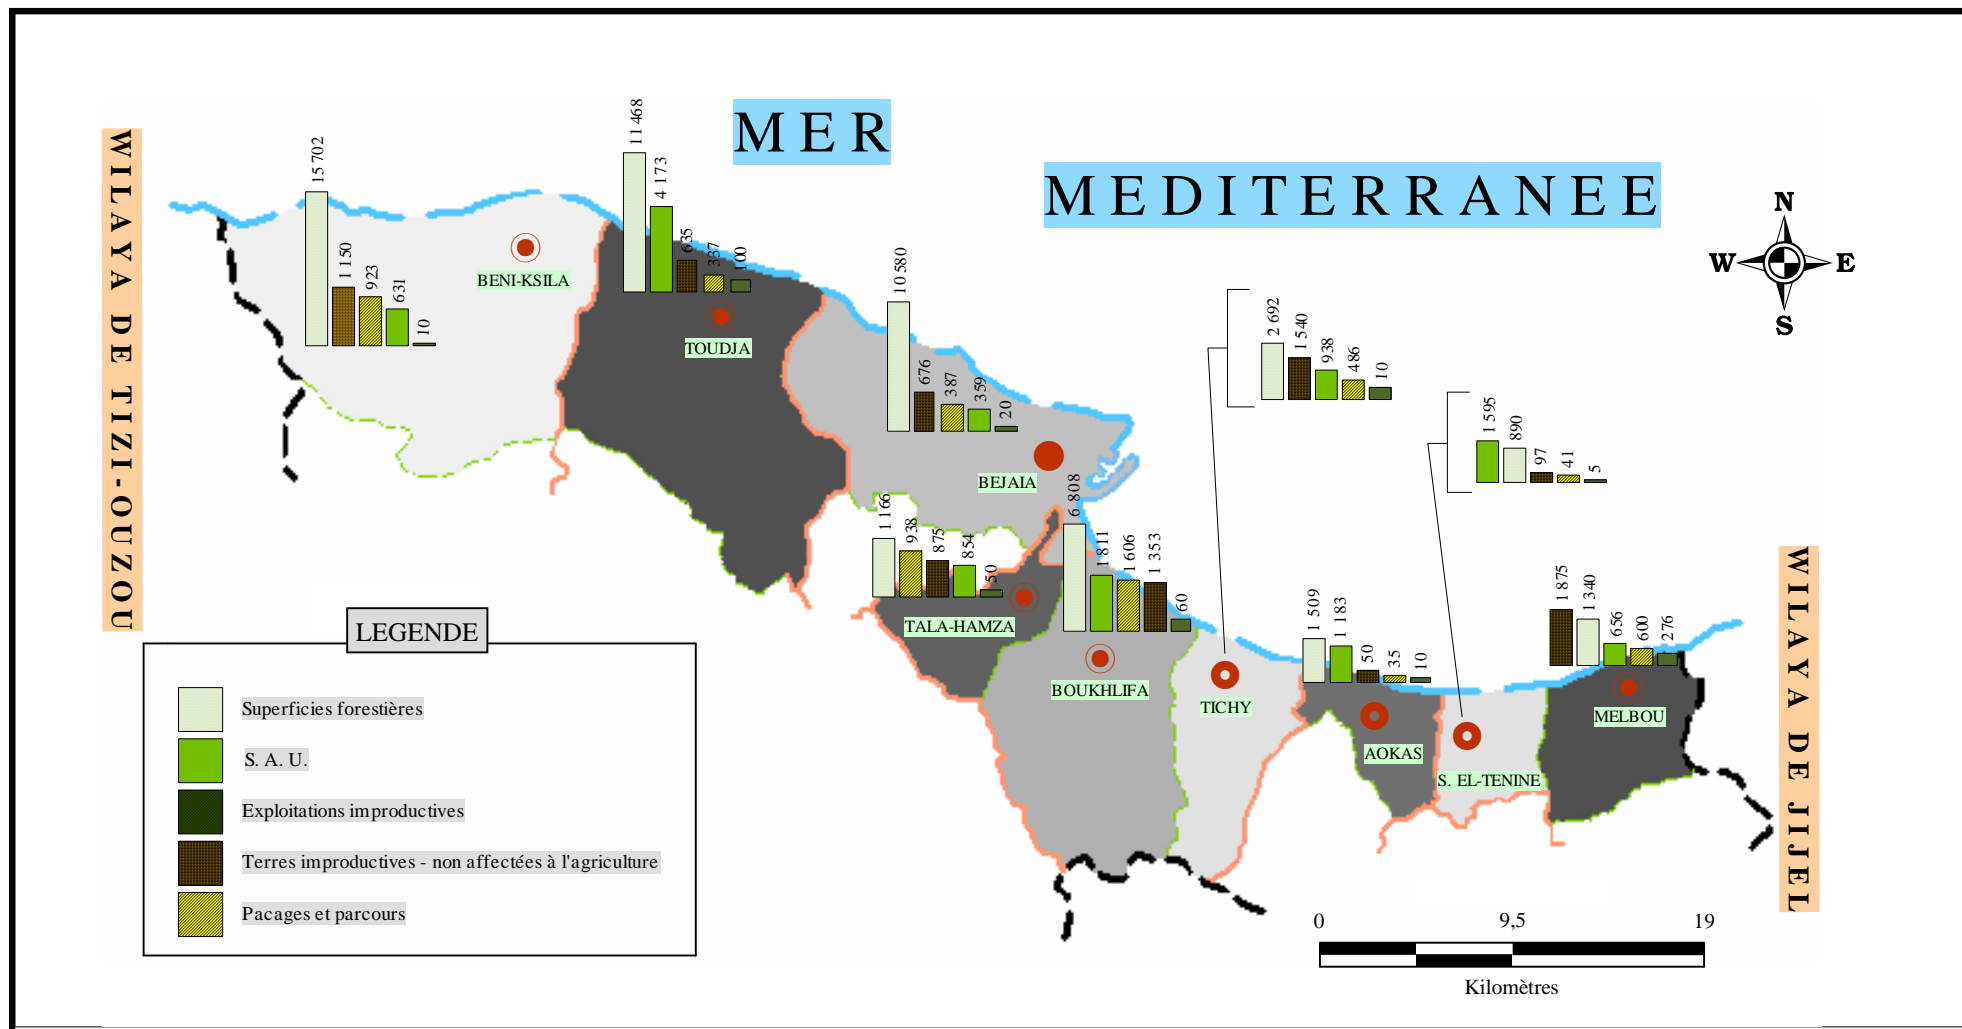 MER
MEDITERRANEE
WILAYA DE TIZI-OUZOU
WILAYA DE JIJEL
N
W
E
S
15 702
1 150
923
631
10
BENI-KSILA
11 468
4 173
635
337
100
TOUDJA
10 580
676
387
359
20
BEJAIA
1 166
938
875
854
50
TALA-HAMZA
6 808
1 811
1 606
1 353
60
BOUKHLIFA
2 692
1 540
938
486
10
TICHY
1 509
1 183
50
35
10
AOKAS
1 595
890
97
41
5
S. EL-TENINE
1 875
1 340
656
600
276
MELBOU
LEGENDE
Superficies forestières
S. A. U.
Exploitations improductives
Terres improductives - non affectées à l'agriculture
Pacages et parcours
0 9,5 19
Kilomètres